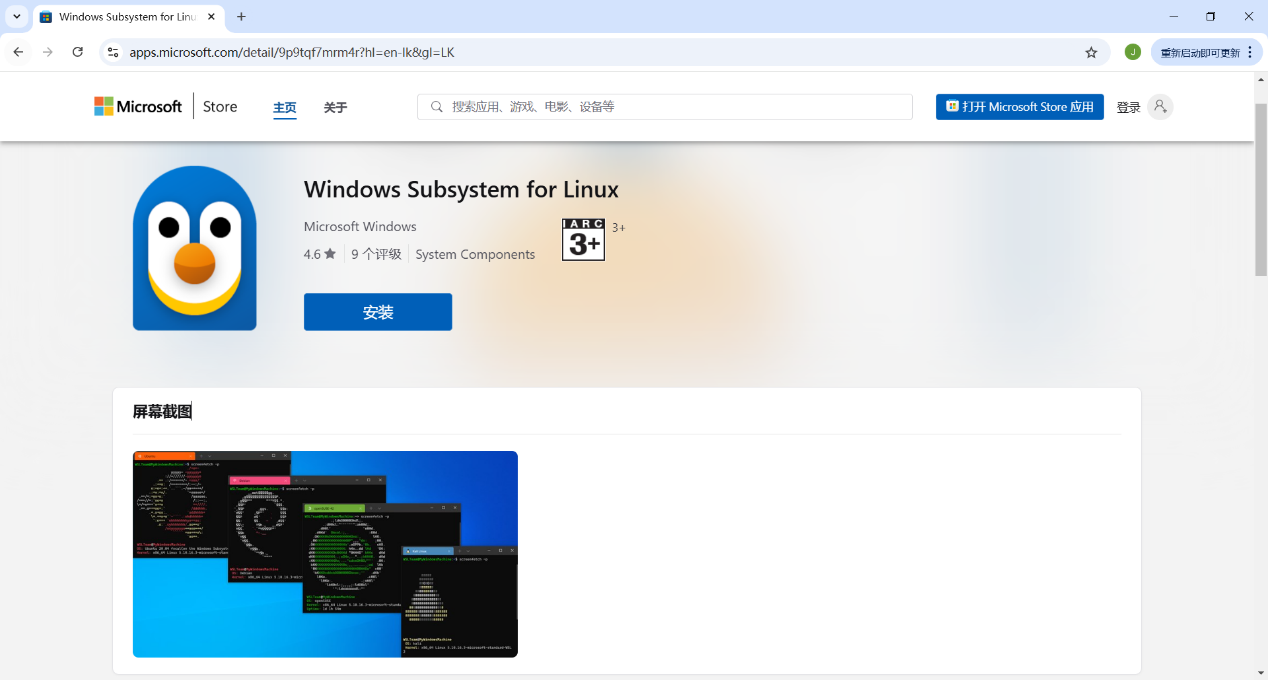 Windows Subsystem for Linu
apps.microsoft.com/detail/9p9tqf7mrm4r?hl=en-lk&gl=LK
J
重新启动即可更新
Microsoft
Store
主页
关于
搜索应用、游戏、电影、设备等
打开 Microsoft Store 应用
登录
Windows Subsystem for Linux
Microsoft Windows
IARC
3+
3+
4.6
9 个评级
System Components
安装
屏幕截图